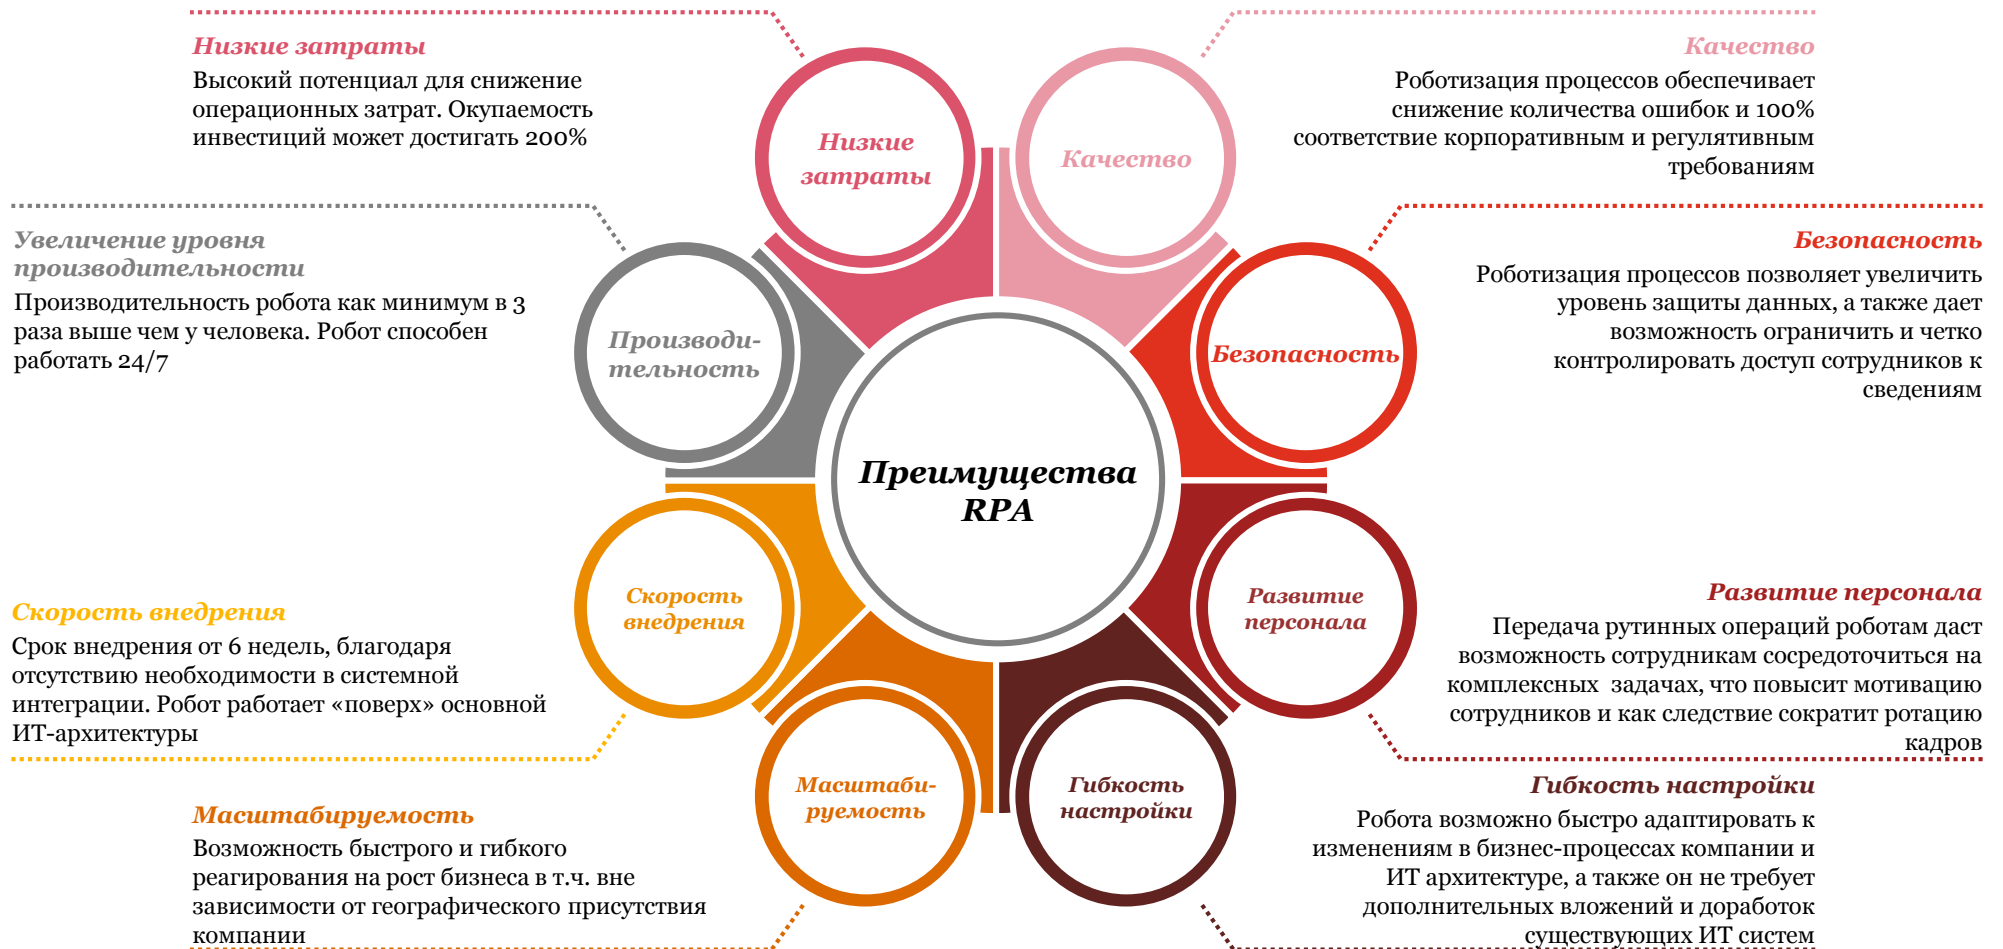 Низкие затраты
Высокий потенциал для снижение
операционных затрат. Окупаемость
инвестиций может достигать 200%
Качество
Роботизация процессов обеспечивает
снижение количества ошибок и 100%
соответствие корпоративным и регулятивным
требованиям
Увеличение уровня
производительности
Производительность робота как минимум в 3
раза выше чем у человека. Робот способен
работать 24/7
Безопасность
Роботизация процессов позволяет увеличить
уровень защиты данных, а также дает
возможность ограничить и четко
контролировать доступ сотрудников к
сведениям
Низкие
затраты
Качество
Производи-
тельность
Безопасность
Преимущества
RPA
Скорость
внедрения
Развитие
персонала
Масштаби-
руемость
Гибкость
настройки
Скорость внедрения
Срок внедрения от 6 недель, благодаря
отсутствию необходимости в системной
интеграции. Робот работает «поверх» основной
ИТ-архитектуры
Развитие персонала
Передача рутинных операций роботам даст
возможность сотрудникам сосредоточиться на
комплексных  задачах, что повысит мотивацию
сотрудников и как следствие сократит ротацию
кадров
Масштабируемость
Возможность быстрого и гибкого
реагирования на рост бизнеса в т.ч. вне
зависимости от географического присутствия
компании
Гибкость настройки
Робота возможно быстро адаптировать к
изменениям в бизнес-процессах компании и
ИТ архитектуре, а также он не требует
дополнительных вложений и доработок
существующих ИТ систем